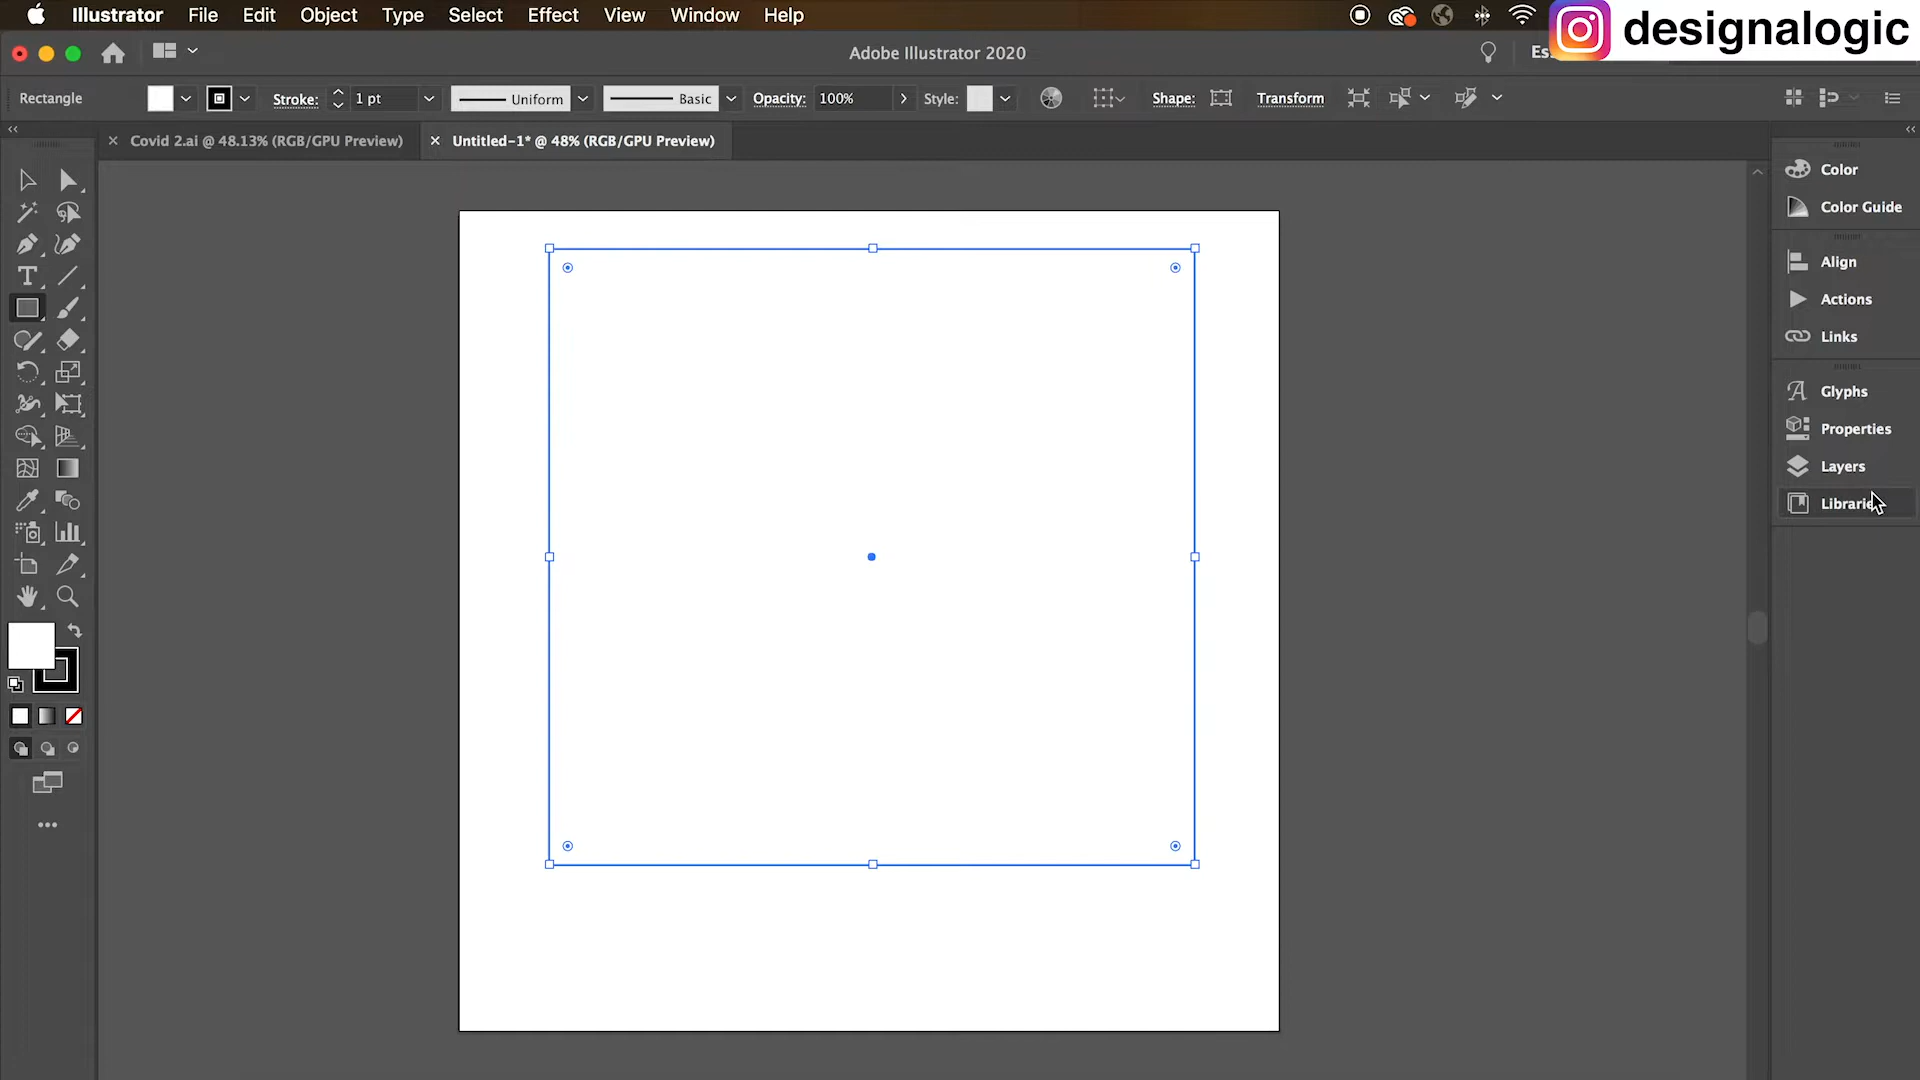 Illustrator File Edit Object Type Select Effect View Window Help
designalogic
Adobe Illustrator 2020
Rectangle Stroke: 1 pt Uniform Basic Opacity: 100% Style: Shape: Transform
Covid 2.ai @ 48.13% (RGB/GPU Preview) Untitled-1* @ 48% (RGB/GPU Preview)
Color
Color Guide
Align
Actions
Links
Glyphs
Properties
Layers